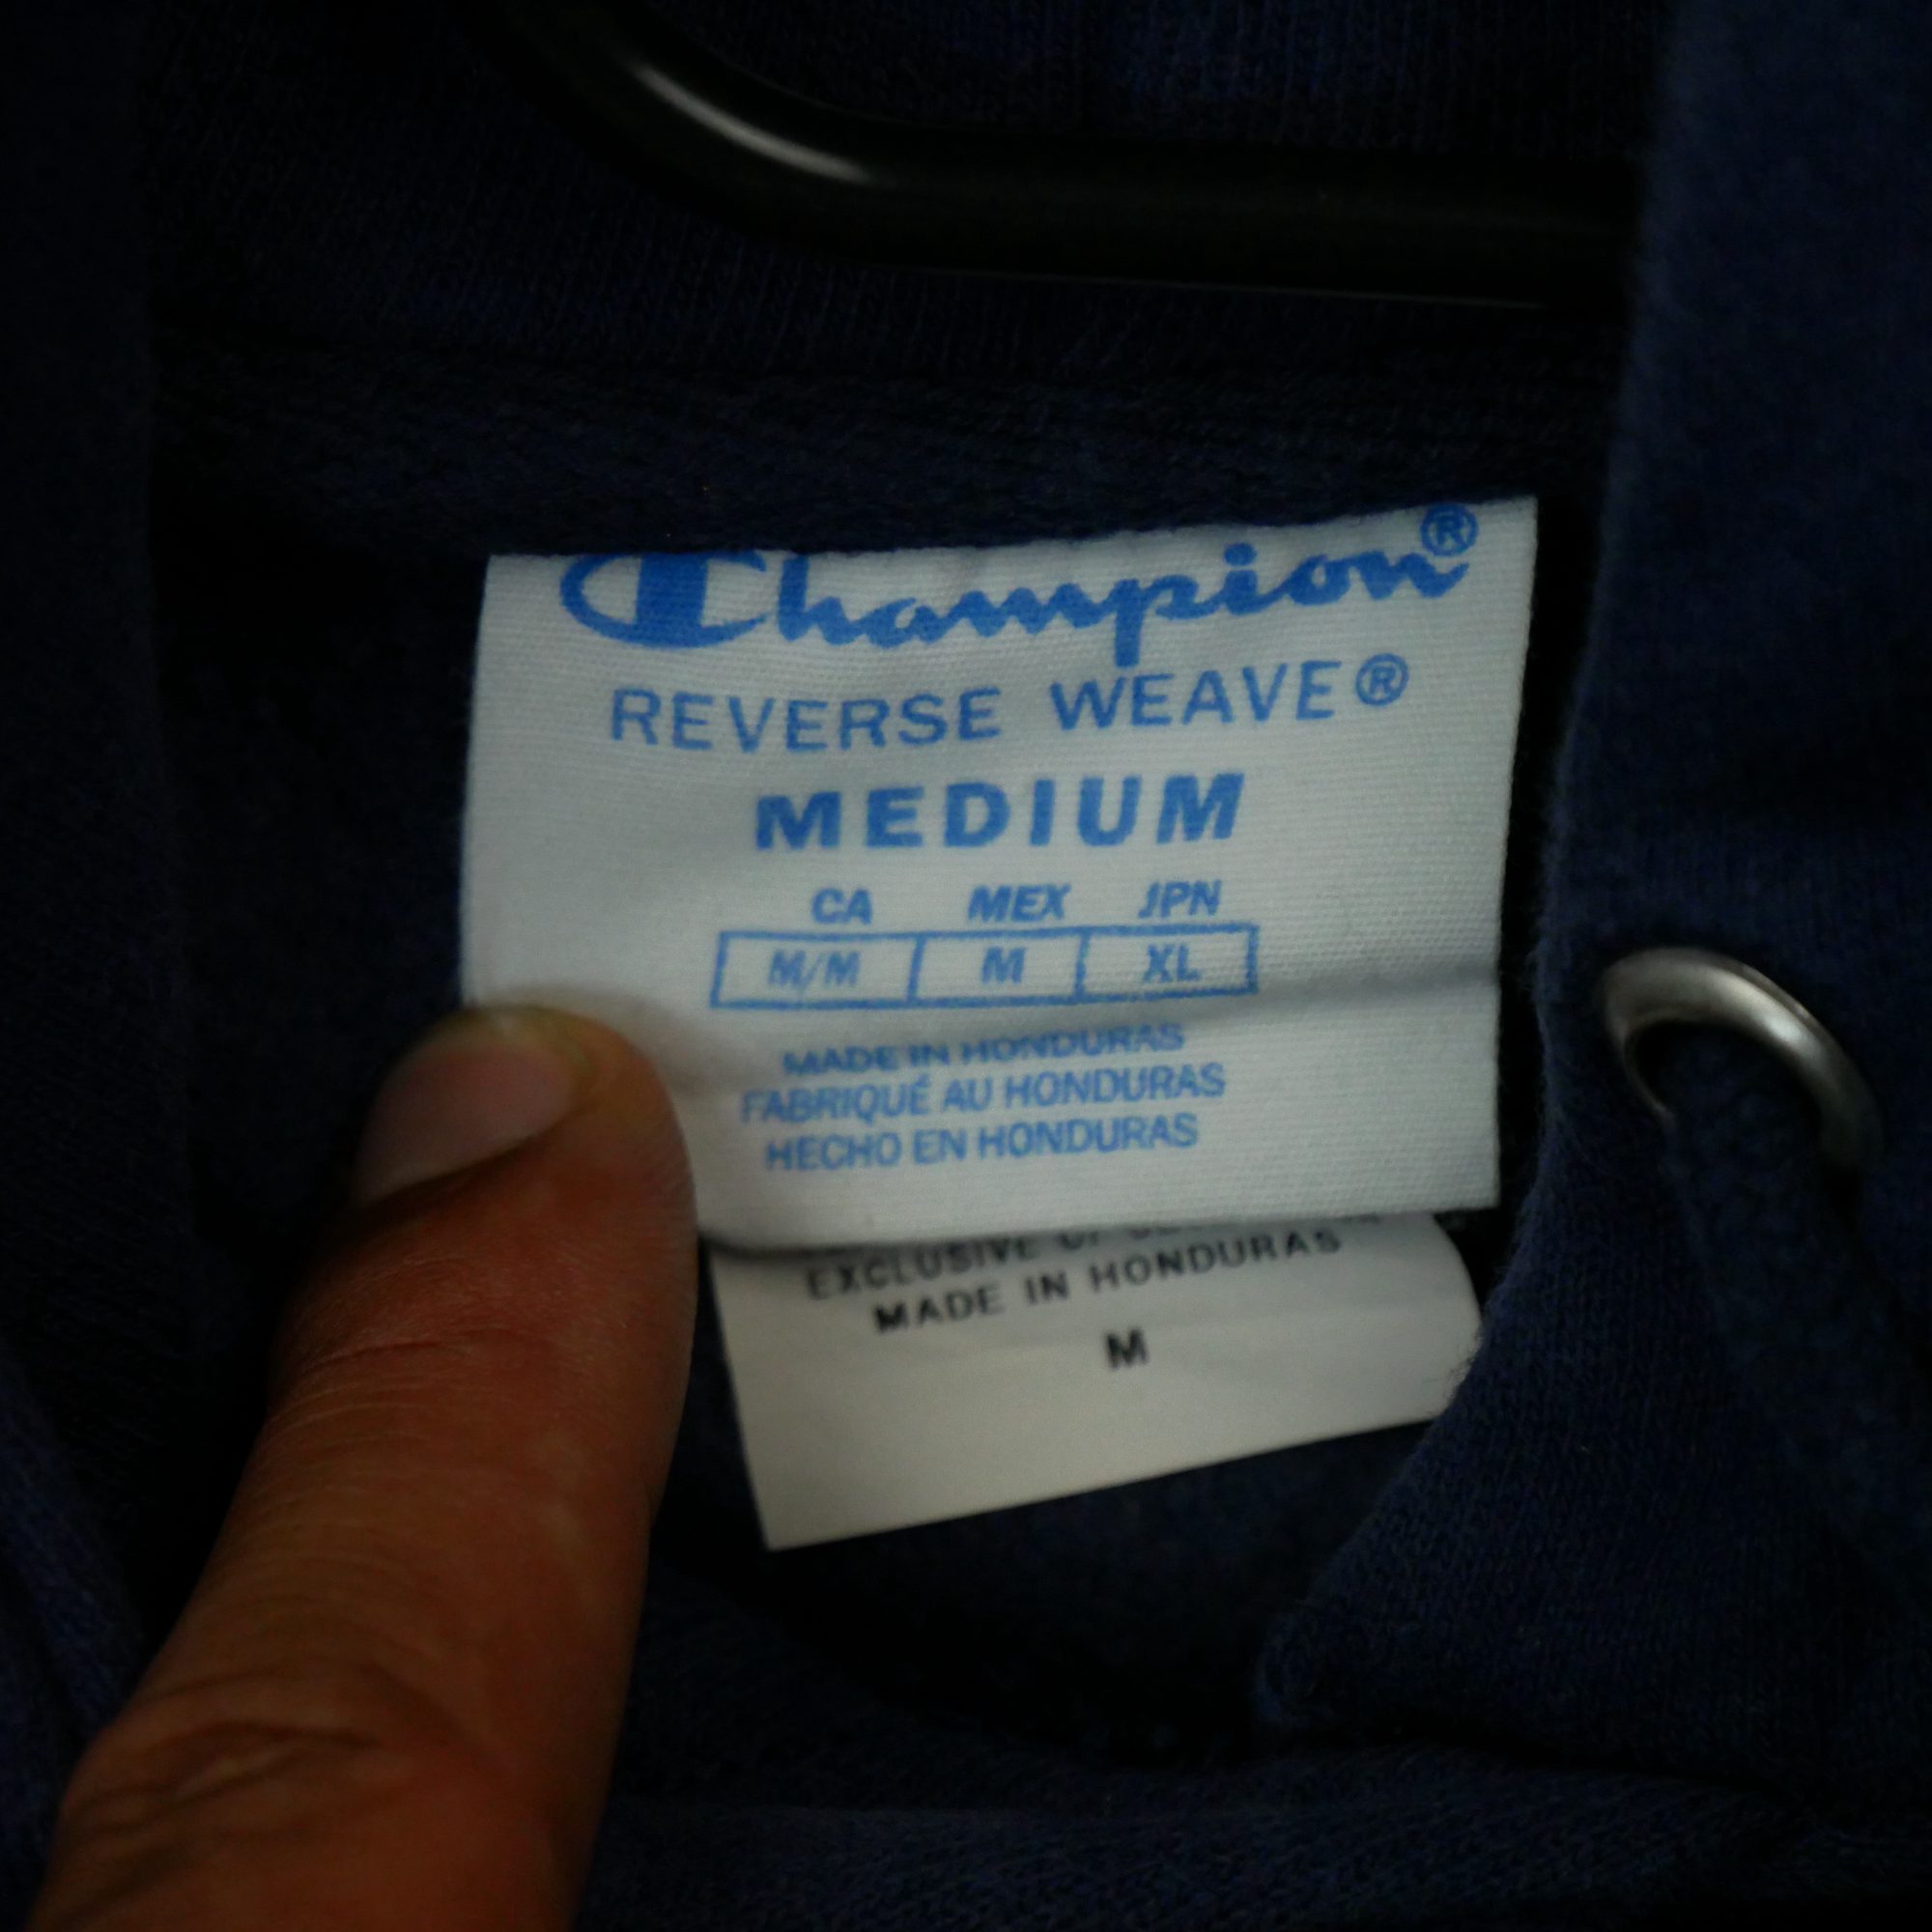 Champion®
REVERSE WEAVE®
MEDIUM
CA MEX JPN
M/M M XL
MADE IN HONDURAS
FABRIQUÉ AU HONDURAS
HECHO EN HONDURAS
EXCLUSIVE OF
MADE IN HONDURAS
M